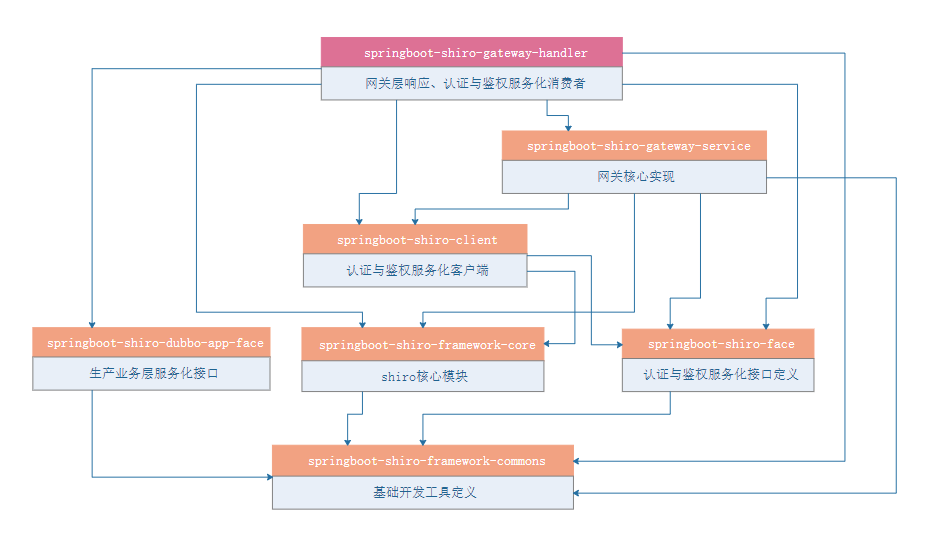 springboot-shiro-gateway-handler
网关层响应、认证与鉴权服务化消费者
springboot-shiro-gateway-service
网关核心实现
springboot-shiro-client
认证与鉴权服务化客户端
springboot-shiro-dubbo-app-face
生产业务层服务化接口
springboot-shiro-framework-core
shiro核心模块
springboot-shiro-face
认证与鉴权服务化接口定义
springboot-shiro-framework-commons
基础开发工具定义